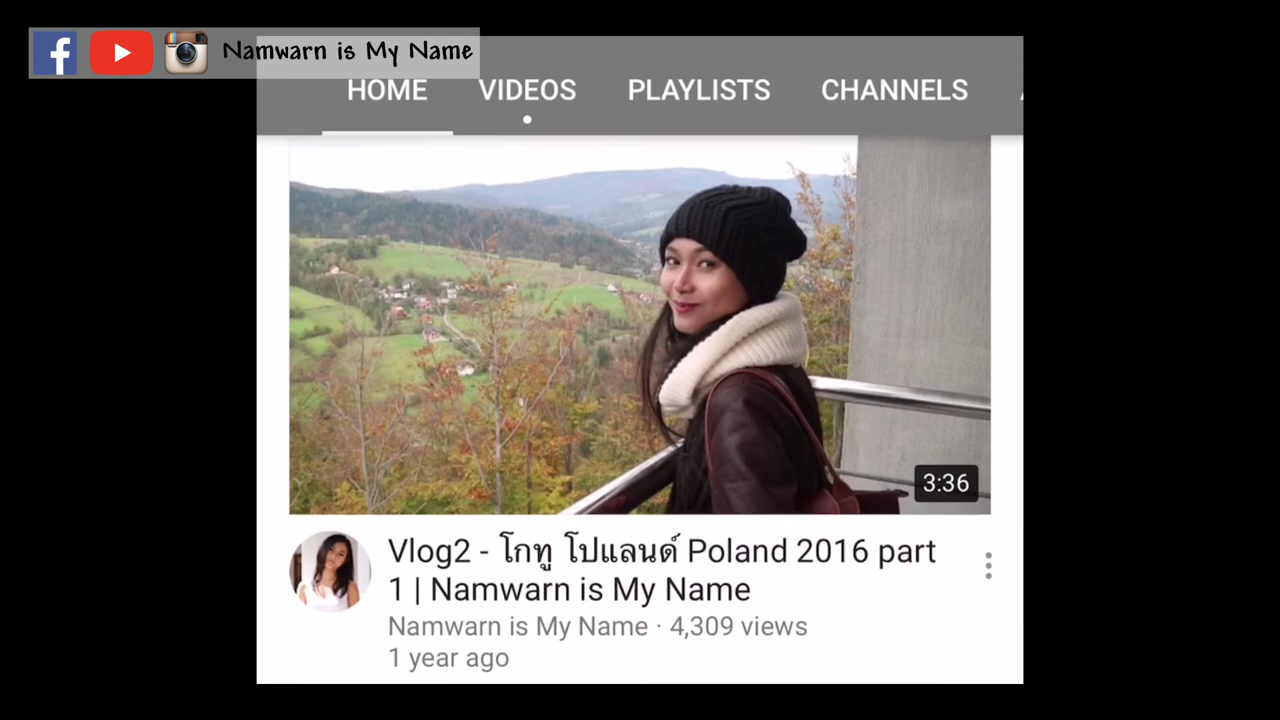 Namwarn is My Name
HOME VIDEOS PLAYLISTS CHANNELS
3:36
Vlog2 - โกทู โปแลนด์ Poland 2016 part
1 | Namwarn is My Name
Namwarn is My Name · 4,309 views
1 year ago